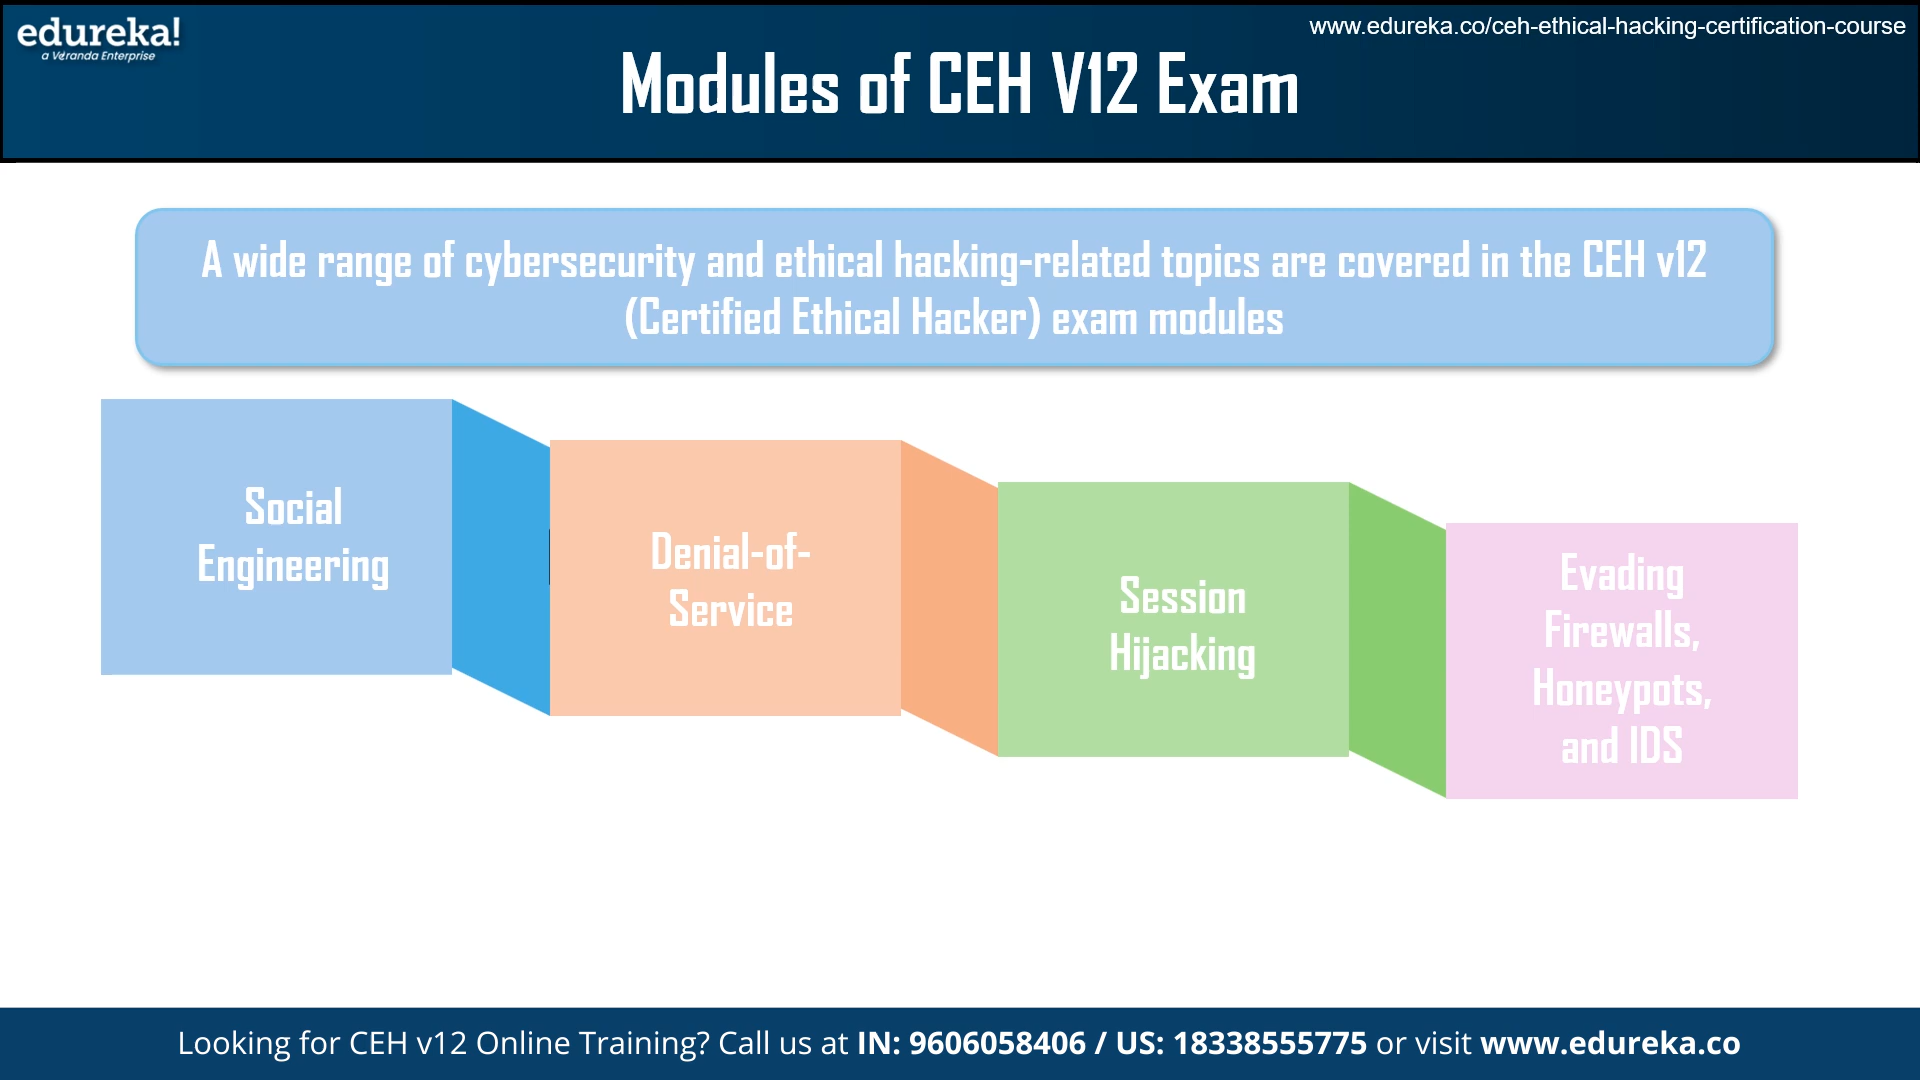 edureka!
a Veranda Enterprise
www.edureka.co/ceh-ethical-hacking-certification-course
Modules of CEH V12 Exam
A wide range of cybersecurity and ethical hacking-related topics are covered in the CEH v12
(Certified Ethical Hacker) exam modules
Social
Engineering
Denial-of-
Service
Session
Hijacking
Evading
Firewalls,
Honeypots,
and IDS
Looking for CEH v12 Online Training? Call us at IN: 9606058406 / US: 18338555775 or visit www.edureka.co